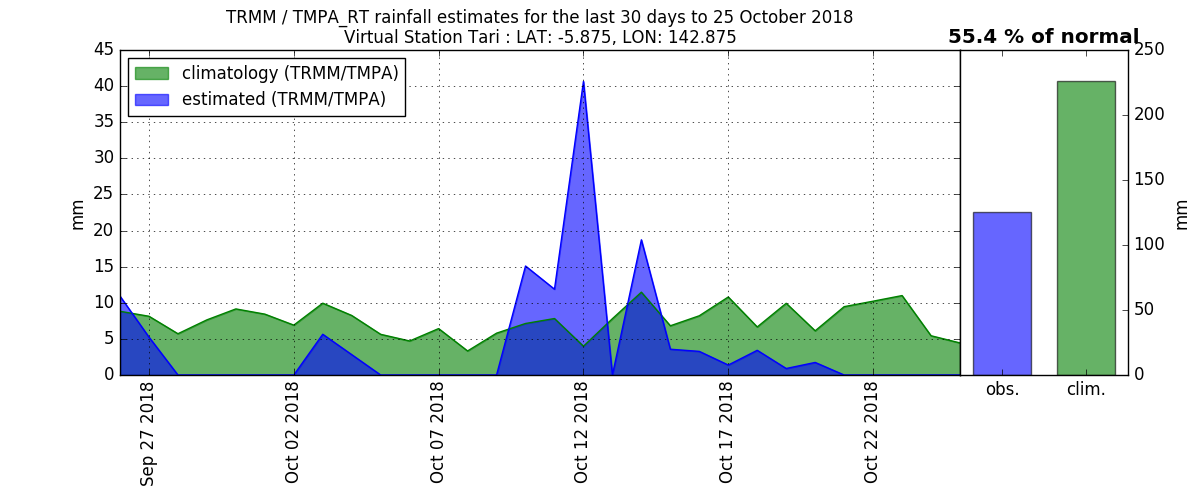 TRMM / TMPA_RT rainfall estimates for the last 30 days to 25 October 2018
Virtual Station Tari : LAT: -5.875, LON: 142.875
55.4 % of normal
climatology (TRMM/TMPA)
estimated (TRMM/TMPA)
45
40
35
30
25
20
15
10
5
0
mm
Sep 27 2018
Oct 02 2018
Oct 07 2018
Oct 12 2018
Oct 17 2018
Oct 22 2018
250
200
150
100
50
0
mm
obs.
clim.